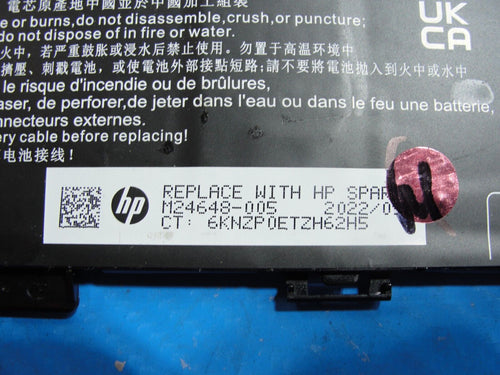 電芯原產地中國並於中國加工組裝
or burns, do not disassemble, crush, or puncture;
do not dispose of in fire or water.
火中，若严重鼓胀或浸水后禁止使用。勿置于高温环境中
擠壓、刺戳電池，或使電池外部接點短路；請不要將電池拋入到火中或水中
le risque d'incendie ou de brûlures,
aser, de perforer, de jeter dans l'eau ou dans le feu une batterie,
connecteurs externes.
ery cable before replacing!
电池接线！
UK
CA
hp
REPLACE WITH HP SPAR
M24648-005 2022/0
CT: 6KNZP0ETZH62H5